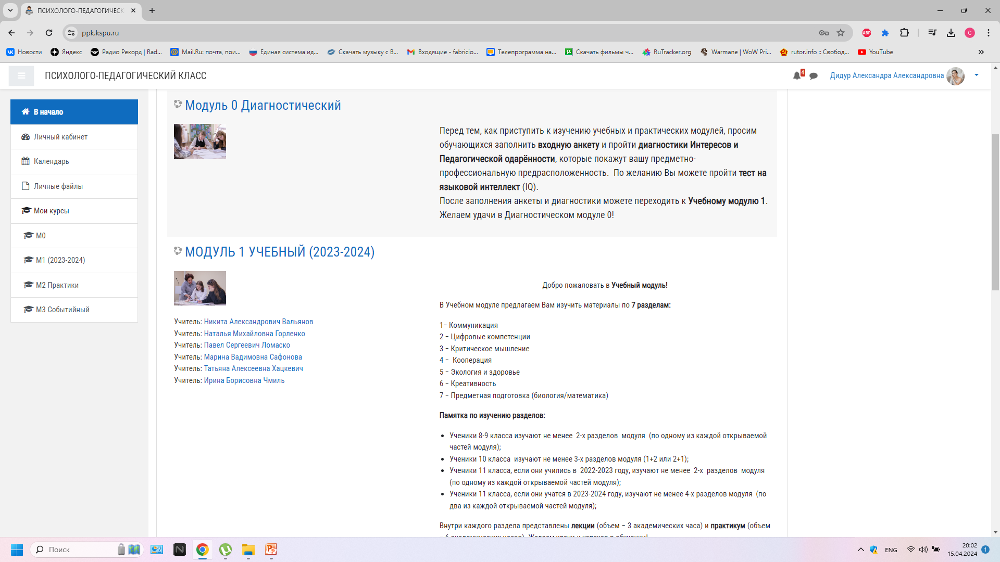 ПСИХОЛОГО-ПЕДАГОГИЧЕСК
ppk.kspu.ru
ABP
C
Новости
Яндекс
Радио Рекорд | Rad...
Mail.Ru: почта, пои...
Единая система ид...
Скачать музыку с В...
Входящие - fabricio...
Телепрограмма на...
Скачать фильмы ч...
RuTracker.org
Warmane | WoW Pri...
rutor.info :: Свобод...
YouTube
ПСИХОЛОГО-ПЕДАГОГИЧЕСКИЙ КЛАСС
4
Дидур Александра Александровна
В начало
Личный кабинет
Календарь
Личные файлы
Мои курсы
М0
М1 (2023-2024)
М2 Практики
М3 Событийный
Модуль 0 Диагностический
Перед тем, как приступить к изучению учебных и практических модулей, просим
обучающихся заполнить входную анкету и пройти диагностики Интересов и
Педагогической одарённости, которые покажут вашу предметно-
профессиональную предрасположенность. По желанию Вы можете пройти тест на
языковой интеллект (IQ).
После заполнения анкеты и диагностики можете переходить к Учебному модулю 1.
Желаем удачи в Диагностическом модуле 0!
МОДУЛЬ 1 УЧЕБНЫЙ (2023-2024)
Учитель: Никита Александрович Вальянов
Учитель: Наталья Михайловна Горленко
Учитель: Павел Сергеевич Ломаско
Учитель: Марина Вадимовна Сафонова
Учитель: Татьяна Алексеевна Хацкевич
Учитель: Ирина Борисовна Чмиль
Добро пожаловать в Учебный модуль!
В Учебном модуле предлагаем Вам изучить материалы по 7 разделам:
1– Коммуникация
2 – Цифровые компетенции
3 – Критическое мышление
4 – Кооперация
5 – Экология и здоровье
6 – Креативность
7 – Предметная подготовка (биология/математика)
Памятка по изучению разделов:
• Ученики 8-9 класса изучают не менее 2-х разделов модуля (по одному из каждой открываемой
частей модуля);
• Ученики 10 класса изучают не менее 3-х разделов модуля (1+2 или 2+1);
• Ученики 11 класса, если они учились в 2022-2023 году, изучают не менее 2-х разделов модуля
(по одному из каждой открываемой частей модуля);
• Ученики 11 класса, если они учатся в 2023-2024 году, изучают не менее 4-х разделов модуля (по
два из каждой открываемой частей модуля);
Внутри каждого раздела представлены лекции (объем – 3 академических часа) и практикум (объем
– 6 академических часов). Желаем удачи и успехов в обучении!
Поиск
ENG
20:02
15.04.2024
1